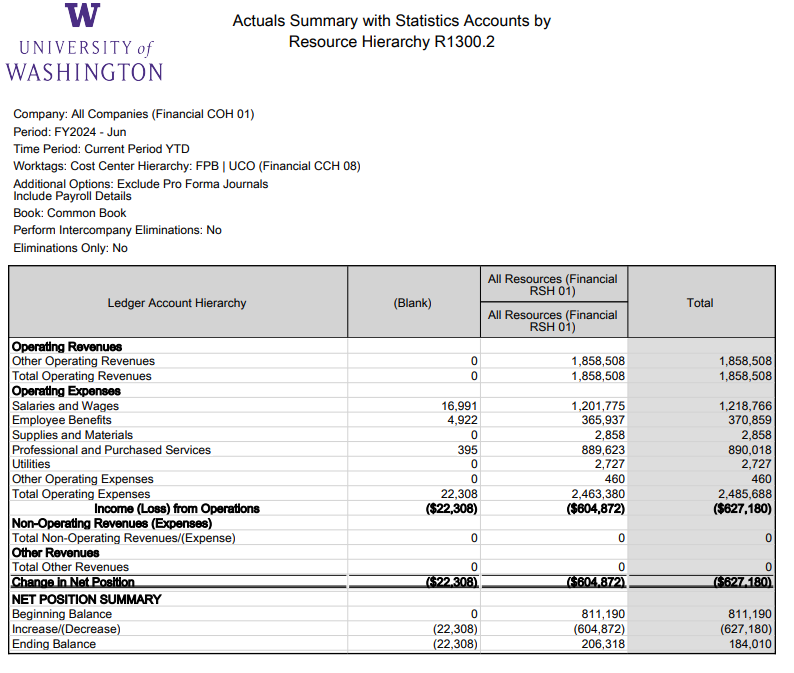 W
UNIVERSITY of
WASHINGTON
Actuals Summary with Statistics Accounts by
Resource Hierarchy R1300.2
Company: All Companies (Financial COH 01)
Period: FY2024 - Jun
Time Period: Current Period YTD
Worktags: Cost Center Hierarchy: FPB | UCO (Financial CCH 08)
Additional Options: Exclude Pro Forma Journals
Include Payroll Details
Book: Common Book
Perform Intercompany Eliminations: No
Eliminations Only: No
Ledger Account Hierarchy (Blank) All Resources (Financial RSH 01) Total
All Resources (Financial RSH 01)
Operating Revenues
Other Operating Revenues 0 1,858,508 1,858,508
Total Operating Revenues 0 1,858,508 1,858,508
Operating Expenses
Salaries and Wages 16,991 1,201,775 1,218,766
Employee Benefits 4,922 365,937 370,859
Supplies and Materials 0 2,858 2,858
Professional and Purchased Services 395 889,623 890,018
Utilities 0 2,727 2,727
Other Operating Expenses 0 460 460
Total Operating Expenses 22,308 2,463,380 2,485,688
Income (Loss) from Operations ($22,308) ($604,872) ($627,180)
Non-Operating Revenues (Expenses)
Total Non-Operating Revenues/(Expense) 0 0 0
Other Revenues
Total Other Revenues 0 0 0
Change in Net Position ($22,308) ($604,872) ($627,180)
NET POSITION SUMMARY
Beginning Balance 0 811,190 811,190
Increase/(Decrease) (22,308) (604,872) (627,180)
Ending Balance (22,308) 206,318 184,010